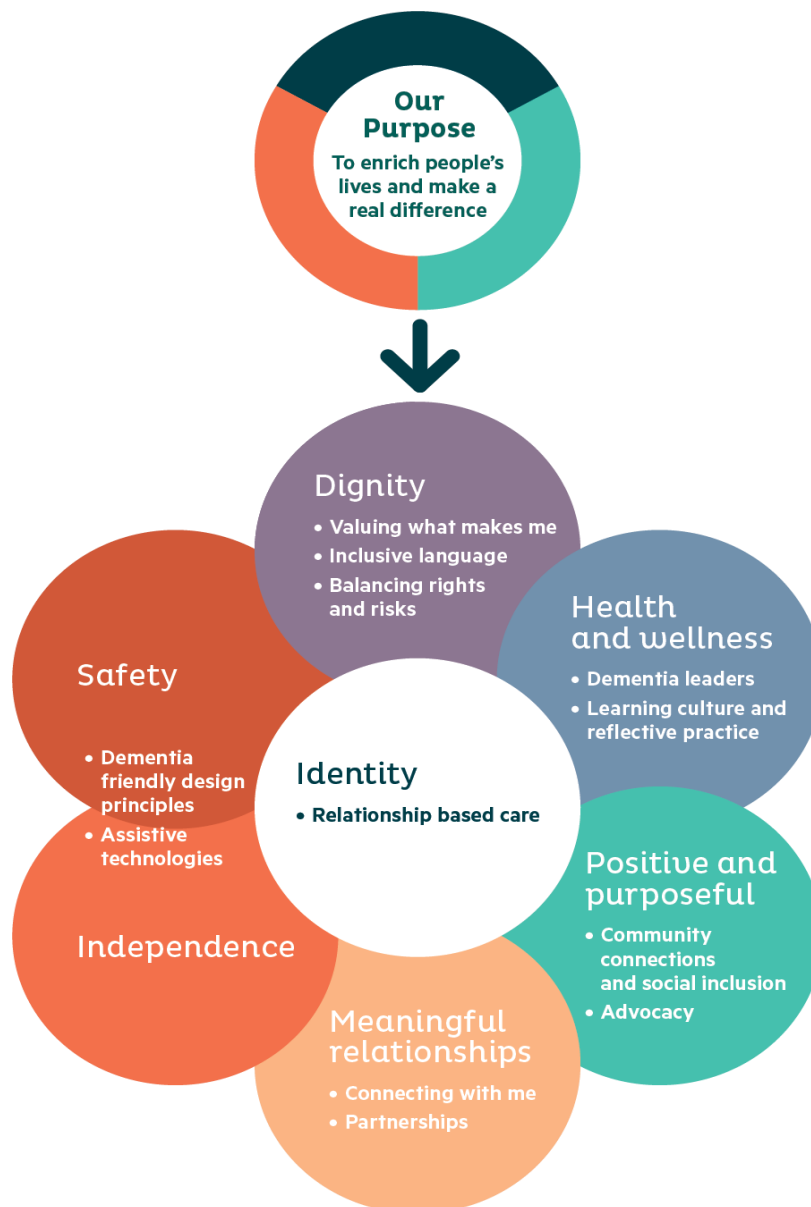 Our
Purpose
To enrich people’s
lives and make a
real difference
Dignity
• Valuing what makes me
• Inclusive language
• Balancing rights
and risks
Health
and wellness
• Dementia leaders
• Learning culture and
reflective practice
Safety
• Dementia
friendly design
principles
• Assistive
technologies
Identity
• Relationship based care
Positive and
purposeful
• Community
connections
and social inclusion
• Advocacy
Independence
Meaningful
relationships
• Connecting with me
• Partnerships